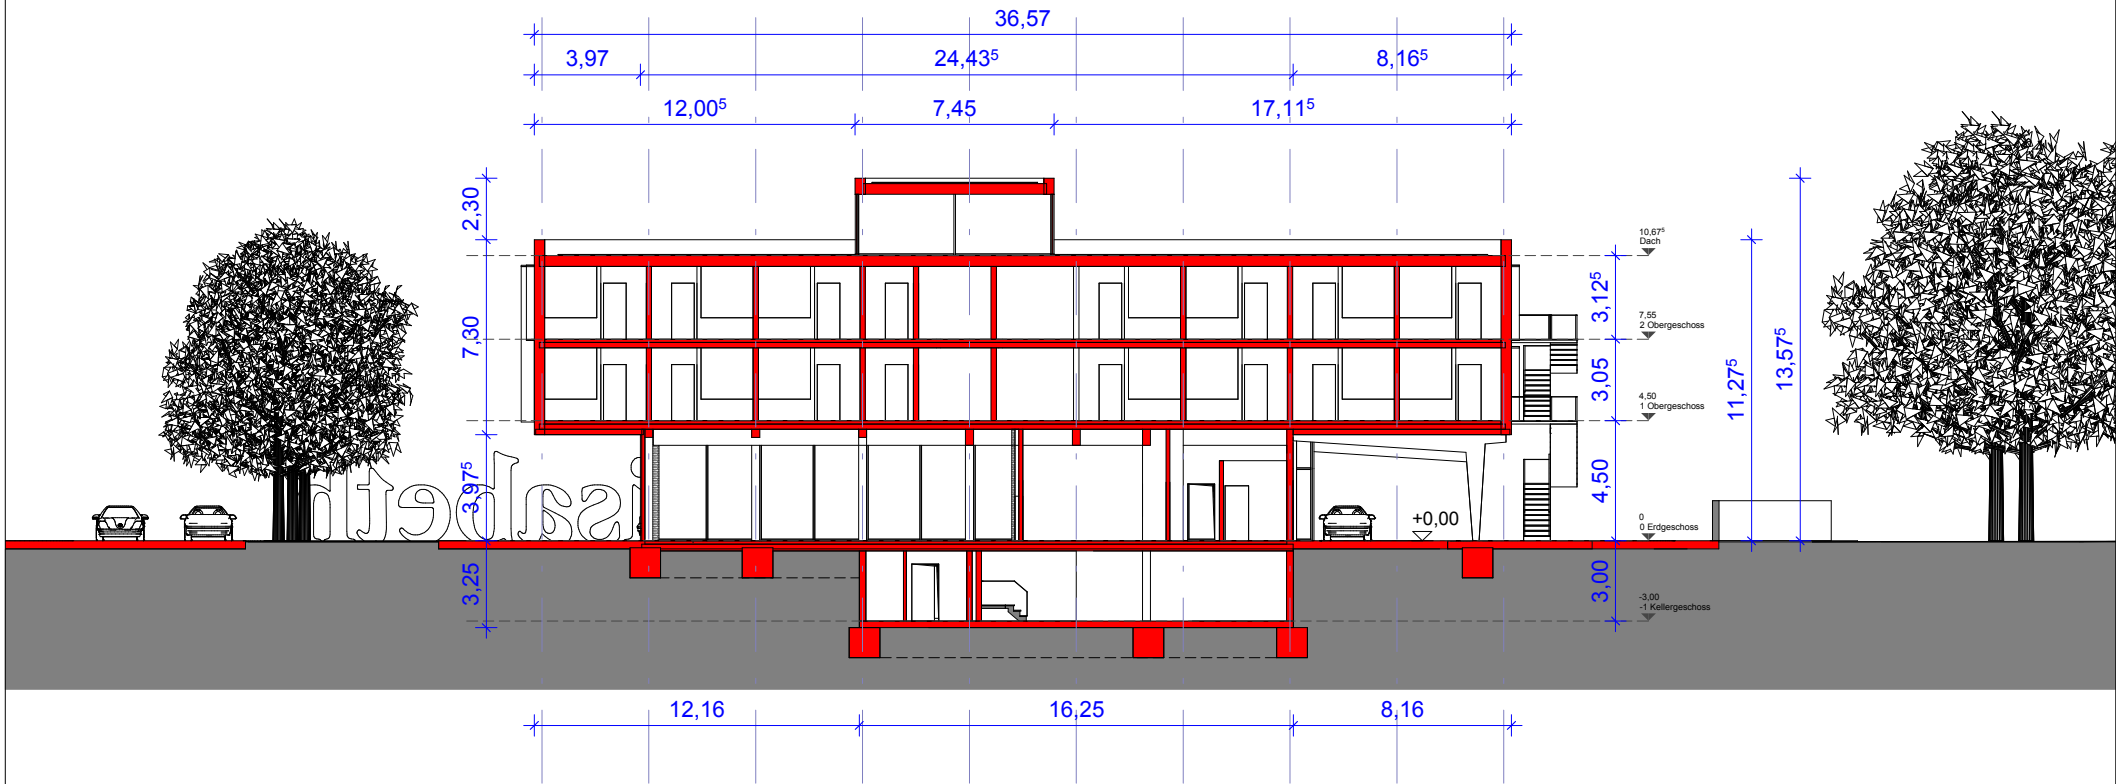 36,57
3,97 24,43⁵ 8,16⁵
12,00⁵ 7,45 17,11⁵
2,30
7,30
3,97⁵
3,25
10,67⁵
Dach
3,12⁵
7,55
2 Obergeschoss
3,05
4,50
1 Obergeschoss
4,50
0
0 Erdgeschoss
3,00
-3,00
-1 Kellergeschoss
11,27⁵
13,57⁵
+0,00
isabeth
12,16 16,25 8,16